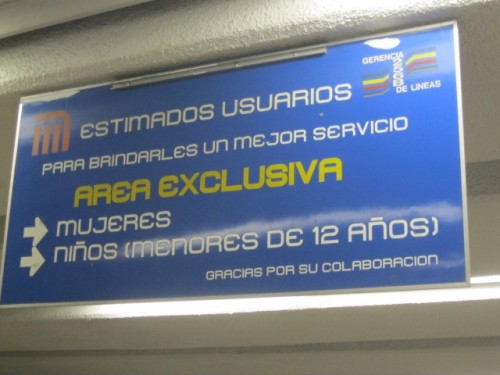 ESTIMADOS USUARIOS
GERENCIA
DE LINEAS
PARA BRINDARLES UN MEJOR SERVICIO
AREA EXCLUSIVA
MUJERES
NIÑOS (MENORES DE 12 AÑOS)
GRACIAS POR SU COLABORACION